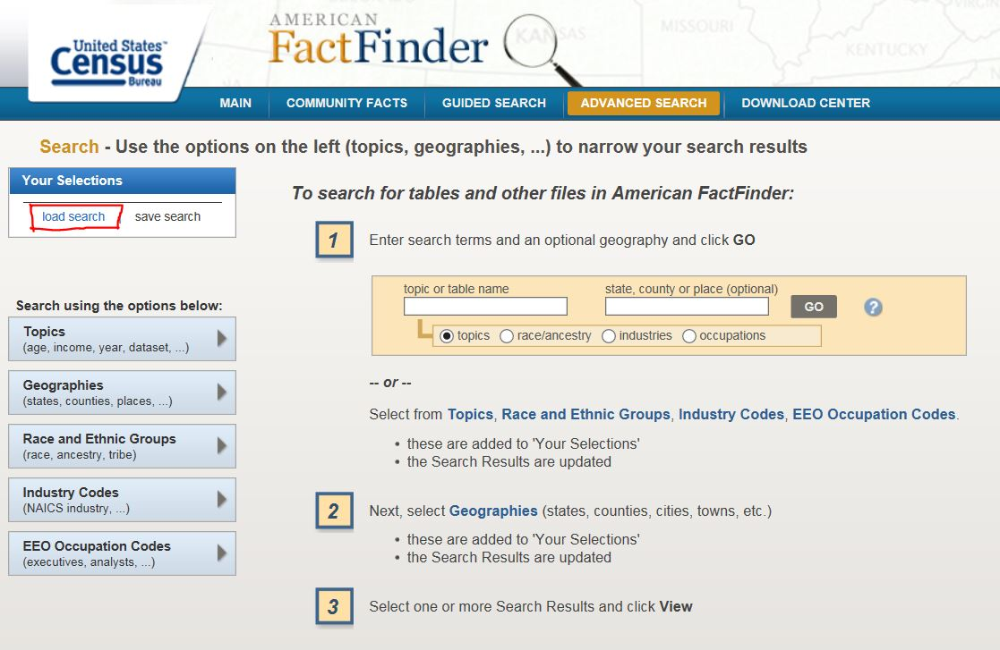 United States™
Census
Bureau
AMERICAN
FactFinder
KANSAS
MISSOURI
KENTUCKY
MAIN
COMMUNITY FACTS
GUIDED SEARCH
ADVANCED SEARCH
DOWNLOAD CENTER
Search - Use the options on the left (topics, geographies, ...) to narrow your search results
Your Selections
load search save search
Search using the options below:
Topics
(age, income, year, dataset, ...)
Geographies
(states, counties, places, ...)
Race and Ethnic Groups
(race, ancestry, tribe)
Industry Codes
(NAICS industry, ...)
EEO Occupation Codes
(executives, analysts, ...)
To search for tables and other files in American FactFinder:
1 Enter search terms and an optional geography and click GO
topic or table name state, county or place (optional)
GO ?
topics race/ancestry industries occupations
-- or --
Select from Topics, Race and Ethnic Groups, Industry Codes, EEO Occupation Codes.
• these are added to 'Your Selections'
• the Search Results are updated
2 Next, select Geographies (states, counties, cities, towns, etc.)
• these are added to 'Your Selections'
• the Search Results are updated
3 Select one or more Search Results and click View